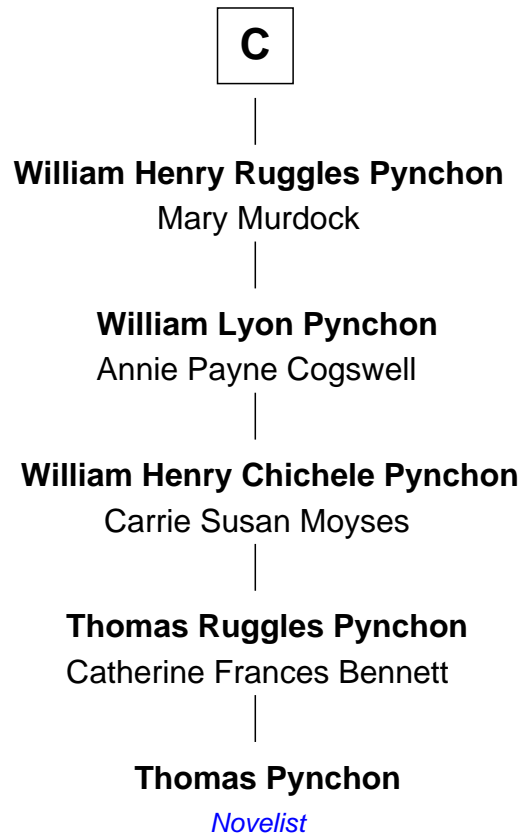 C
William Henry Ruggles Pynchon
Mary Murdock
William Lyon Pynchon
Annie Payne Cogswell
William Henry Chichele Pynchon
Carrie Susan Moyses
Thomas Ruggles Pynchon
Catherine Frances Bennett
Thomas Pynchon
Novelist